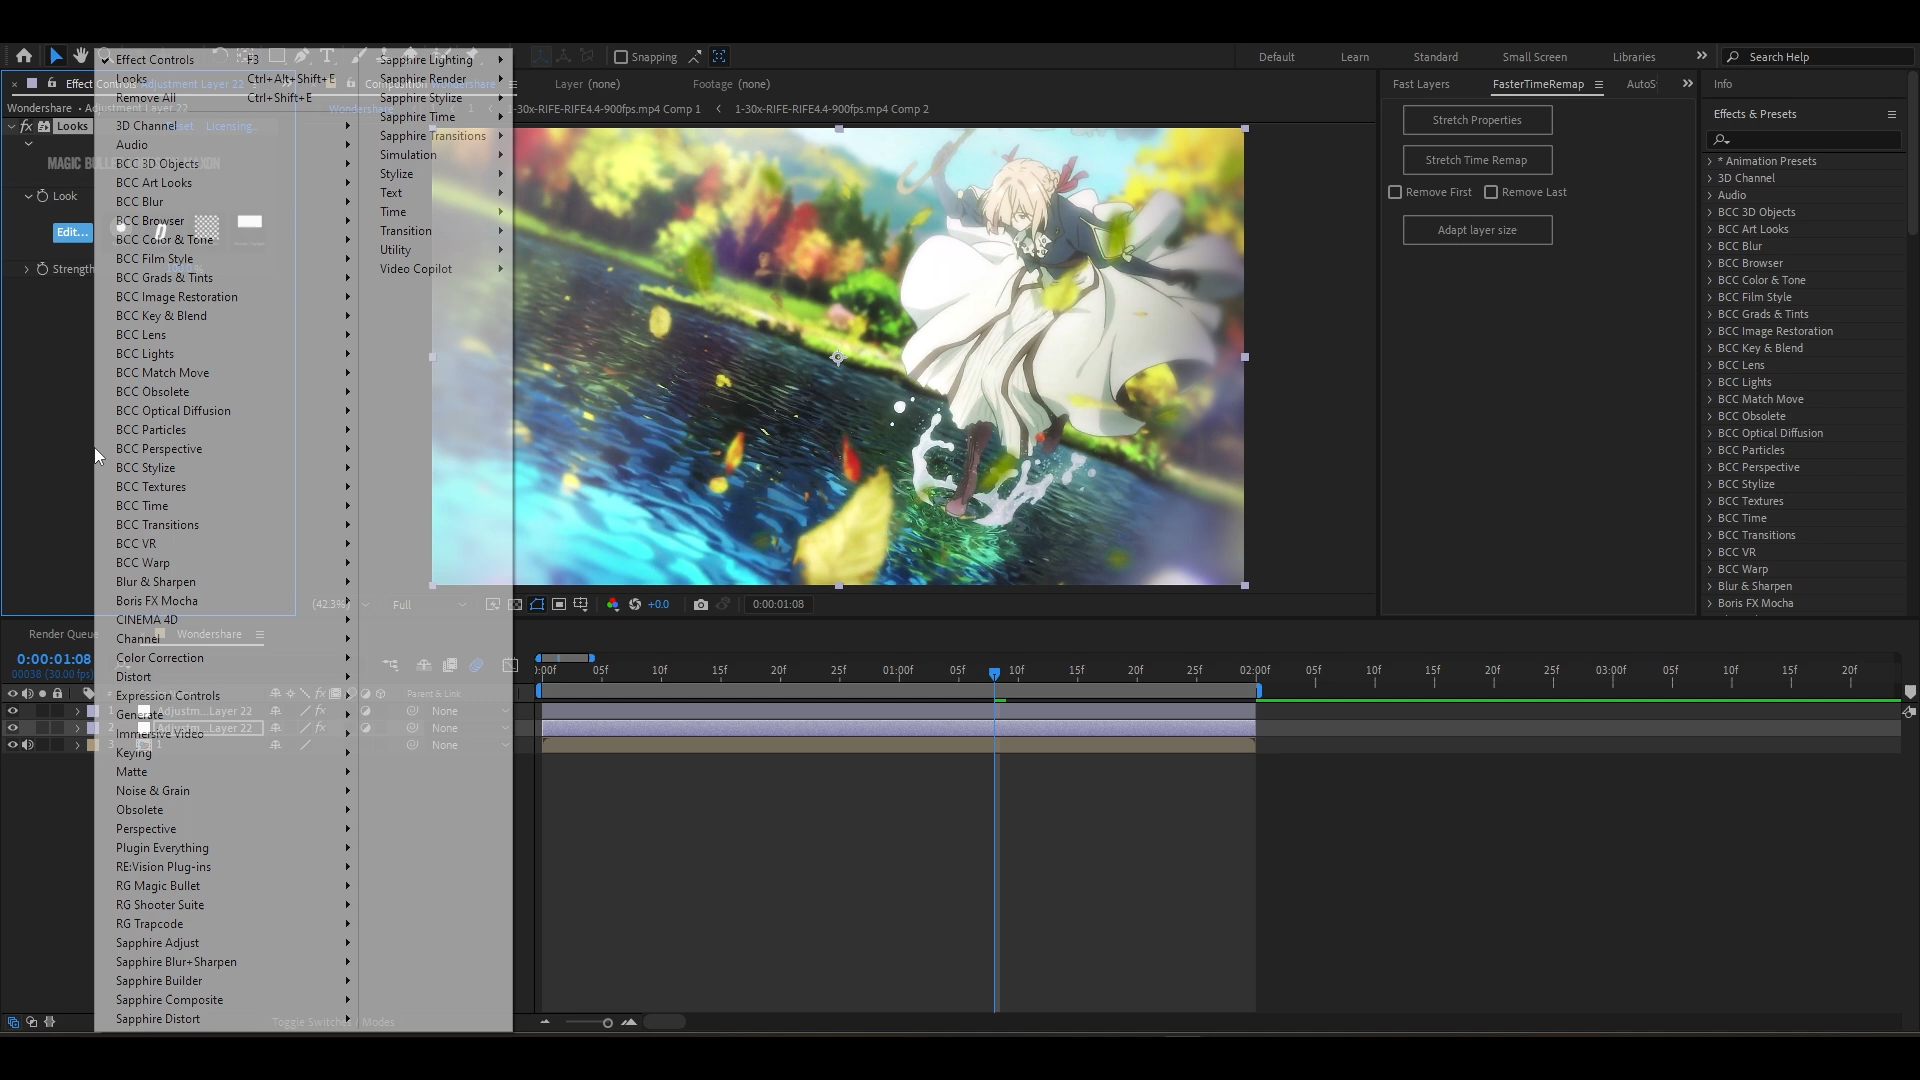 Snapping
Default
Learn
Standard
Small Screen
Libraries
Search Help
Effect Controls F3
Looks Ctrl+Alt+Shift+E
Remove All Ctrl+Shift+E
3D Channel
Audio
BCC 3D Objects
BCC Art Looks
BCC Blur
BCC Browser
BCC Color & Tone
BCC Film Style
BCC Grads & Tints
BCC Image Restoration
BCC Key & Blend
BCC Lens
BCC Lights
BCC Match Move
BCC Obsolete
BCC Optical Diffusion
BCC Particles
BCC Perspective
BCC Stylize
BCC Textures
BCC Time
BCC Transitions
BCC VR
BCC Warp
Blur & Sharpen
Boris FX Mocha
CINEMA 4D
Channel
Color Correction
Distort
Expression Controls
Generate
Immersive Video
Keying
Matte
Noise & Grain
Obsolete
Perspective
Plugin Everything
RE:Vision Plug-ins
RG Magic Bullet
RG Shooter Suite
RG Trapcode
Sapphire Adjust
Sapphire Blur+Sharpen
Sapphire Builder
Sapphire Composite
Sapphire Distort
Sapphire Lighting
Sapphire Render
Sapphire Stylize
Sapphire Time
Sapphire Transitions
Simulation
Stylize
Text
Time
Transition
Utility
Video Copilot
Effect Controls Adjustment Layer 22
Wondershare • Adjustment Layer 22
fx Looks
Licensing...
Look
Edit...
Strength
Composition Wondershare
Layer (none)
Footage (none)
Wondershare
1
1-30x-RIFE-RIFE4.4-900fps.mp4 Comp 1
1-30x-RIFE-RIFE4.4-900fps.mp4 Comp 2
(42.3%)
Full
+0.0
0:00:01:08
Fast Layers
FasterTimeRemap
AutoS
Stretch Properties
Stretch Time Remap
Remove First
Remove Last
Adapt layer size
Info
Effects & Presets
* Animation Presets
3D Channel
Audio
BCC 3D Objects
BCC Art Looks
BCC Blur
BCC Browser
BCC Color & Tone
BCC Film Style
BCC Grads & Tints
BCC Image Restoration
BCC Key & Blend
BCC Lens
BCC Lights
BCC Match Move
BCC Obsolete
BCC Optical Diffusion
BCC Particles
BCC Perspective
BCC Stylize
BCC Textures
BCC Time
BCC Transitions
BCC VR
BCC Warp
Blur & Sharpen
Boris FX Mocha
Render Queue
Wondershare
0:00:01:08
00038 (30.00 fps)
Parent & Link
1 Adjustm...Layer 22 None
2 Adjustm...Layer 22 None
3 1 None
:00f 05f 10f 15f 20f 25f 01:00f 05f 10f 15f 20f 25f 02:00f 05f 10f 15f 20f 25f 03:00f 05f 10f 15f 20f
Toggle Switches / Modes